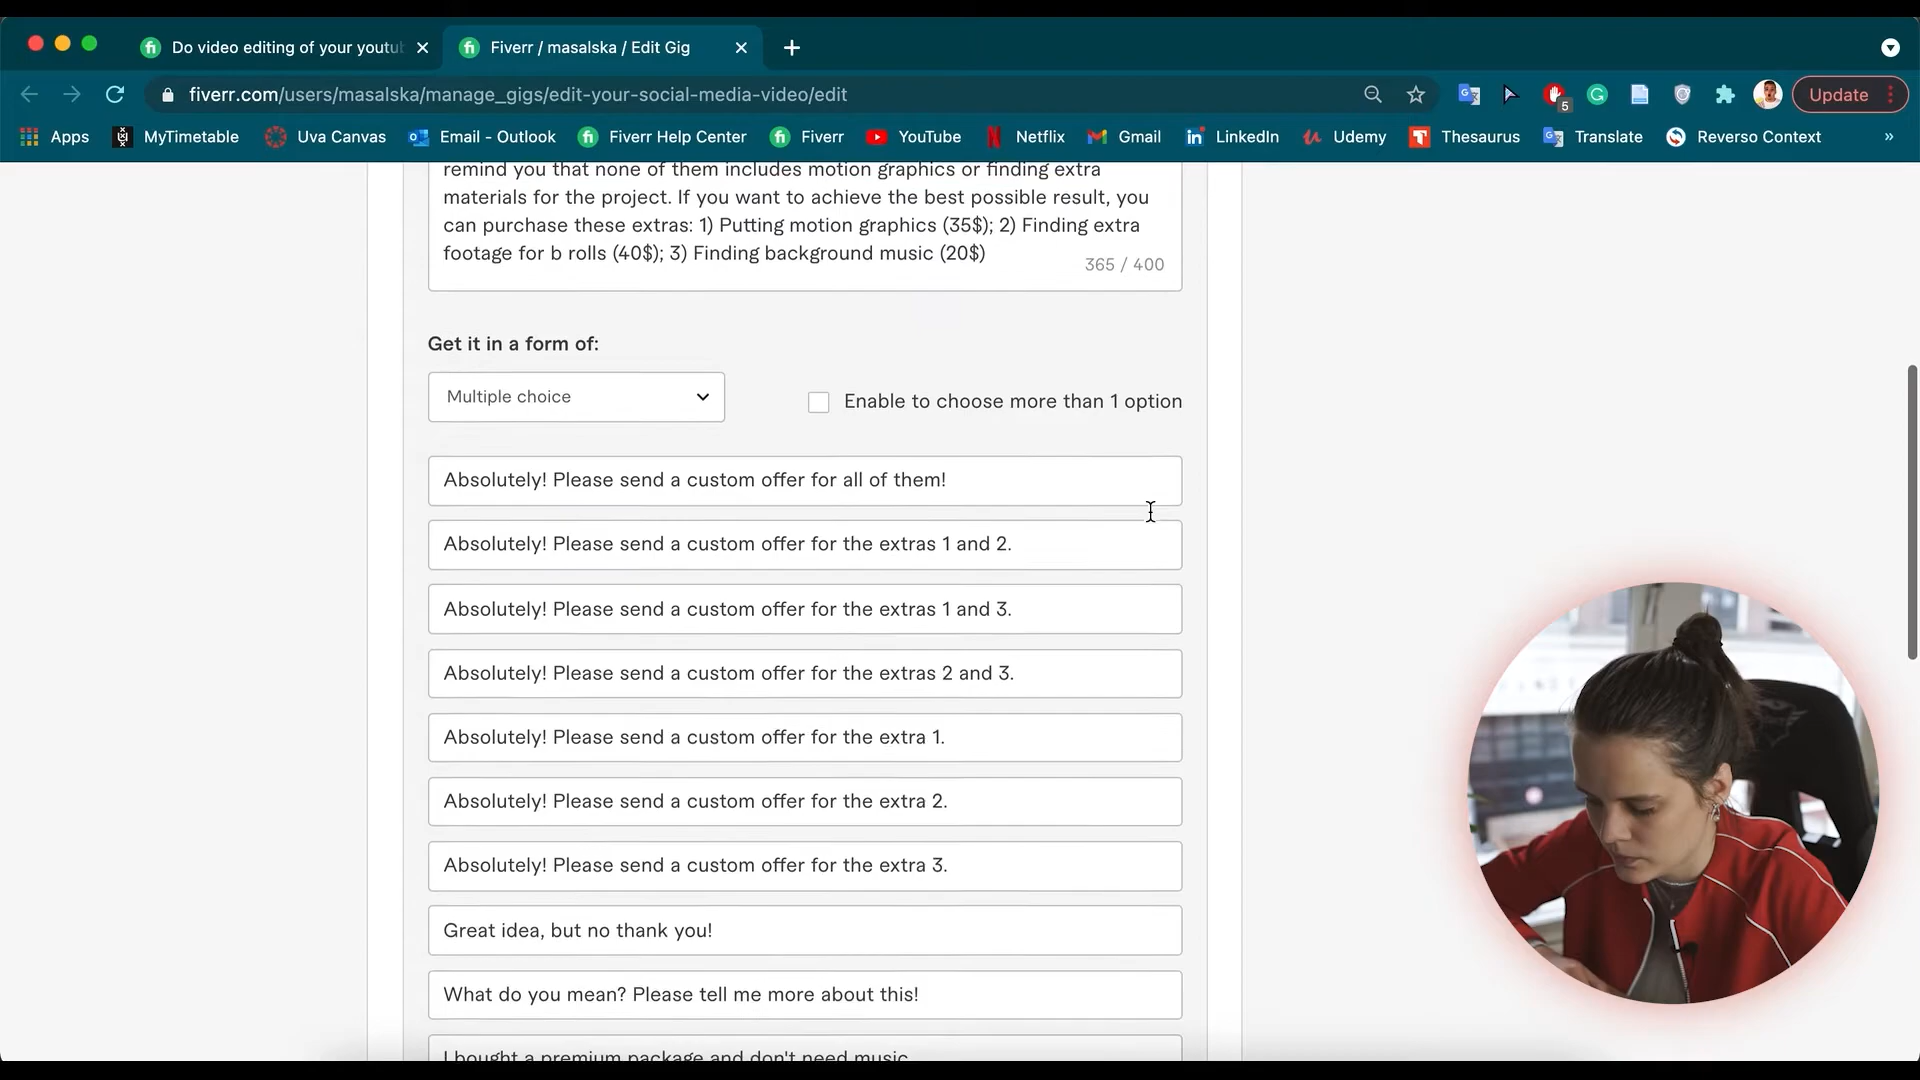 Do video editing of your youtu
Fiverr / masalska / Edit Gig
fiverr.com/users/masalska/manage_gigs/edit-your-social-media-video/edit
5
Update
Apps
MyTimetable
Uva Canvas
Email - Outlook
Fiverr Help Center
Fiverr
YouTube
Netflix
Gmail
LinkedIn
Udemy
Thesaurus
Translate
Reverso Context
»
remind you that none of them includes motion graphics or finding extra
materials for the project. If you want to achieve the best possible result, you
can purchase these extras: 1) Putting motion graphics (35$); 2) Finding extra
footage for b rolls (40$); 3) Finding background music (20$)
365 / 400
Get it in a form of:
Multiple choice
Enable to choose more than 1 option
Absolutely! Please send a custom offer for all of them!
Absolutely! Please send a custom offer for the extras 1 and 2.
Absolutely! Please send a custom offer for the extras 1 and 3.
Absolutely! Please send a custom offer for the extras 2 and 3.
Absolutely! Please send a custom offer for the extra 1.
Absolutely! Please send a custom offer for the extra 2.
Absolutely! Please send a custom offer for the extra 3.
Great idea, but no thank you!
What do you mean? Please tell me more about this!
I bought a premium package and don't need music